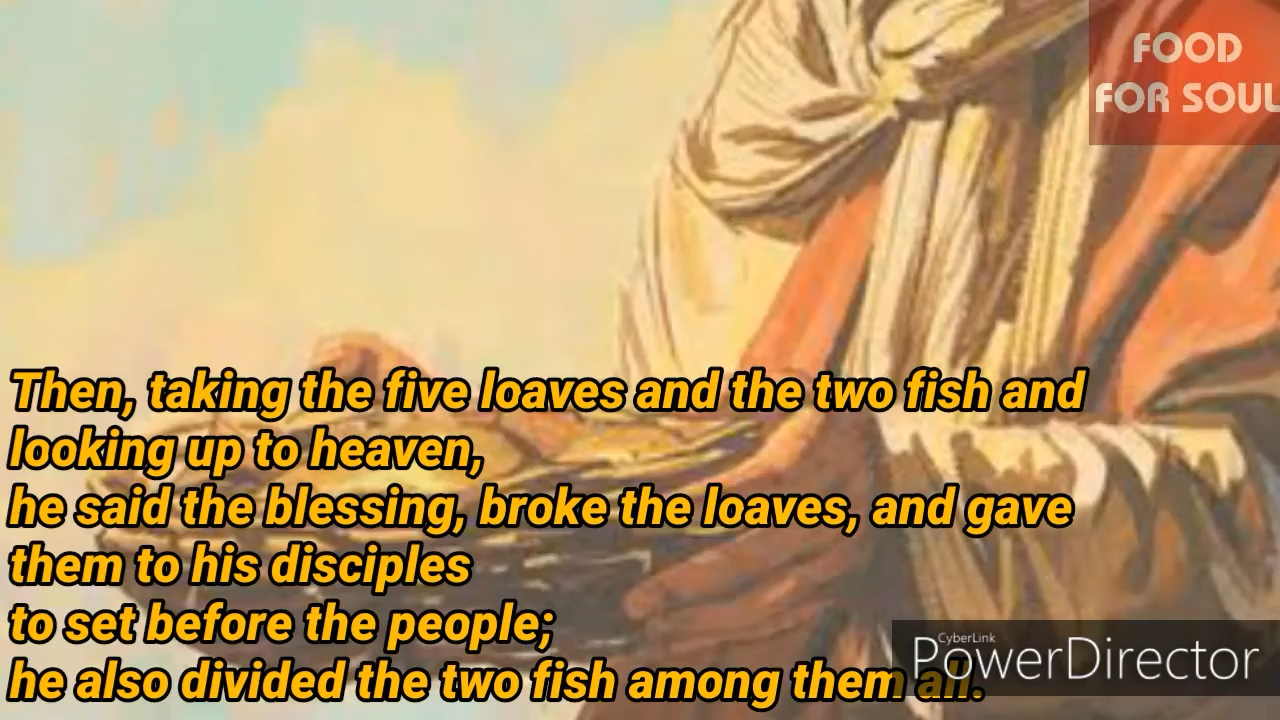 FOOD
FOR SOUL
Then, taking the five loaves and the two fish and
looking up to heaven,
he said the blessing, broke the loaves, and gave
them to his disciples
to set before the people;
he also divided the two fish among them all.
CyberLink
PowerDirector